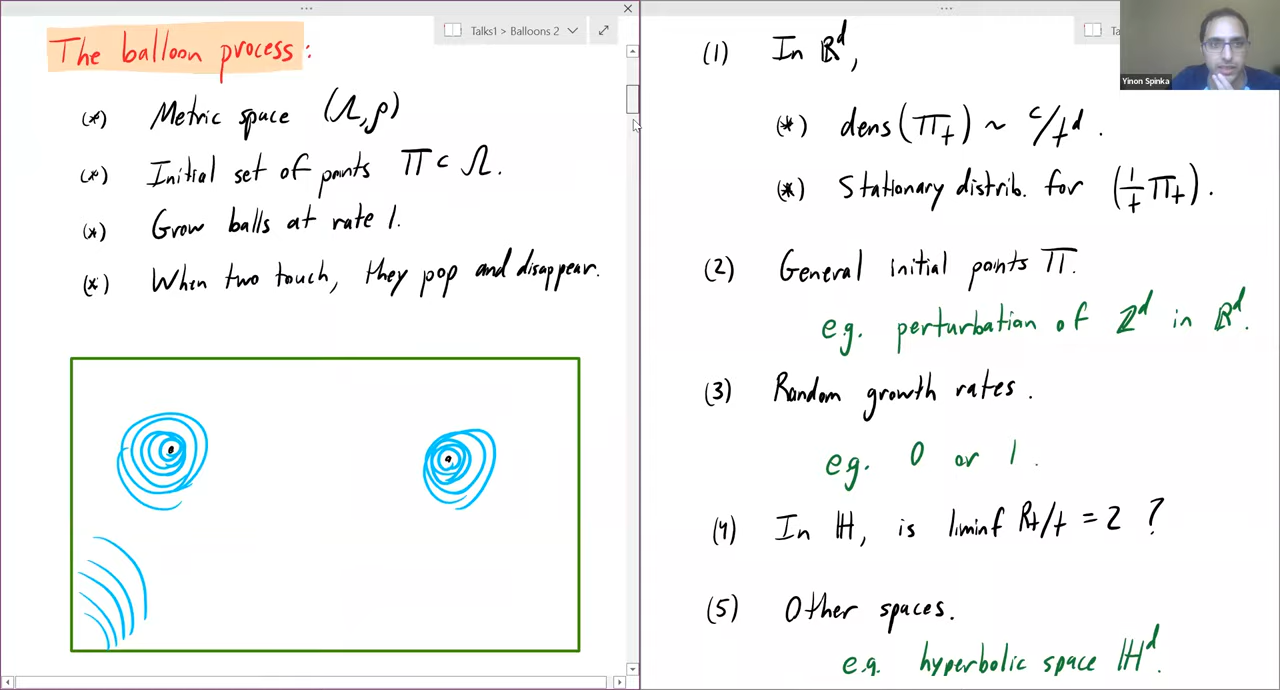 Talks1 > Balloons 2
The balloon process:
(*) Metric space (Ω,ρ)
(*) Initial set of points Π ⊂ Ω.
(*) Grow balls at rate 1.
(*) When two touch, they pop and disappear.
Ta
Yinon Spinka
(1) In ℝ^d,
(*) dens(Π_t) ~ c/t^d.
(*) Stationary distrib. for (1/t Π_t).
(2) General initial points Π.
e.g. perturbation of ℤ^d in ℝ^d.
(3) Random growth rates.
e.g. 0 or 1.
(4) In ℍ, is liminf R_t/t = 2 ?
(5) Other spaces.
e.g. hyperbolic space ℍ^d.